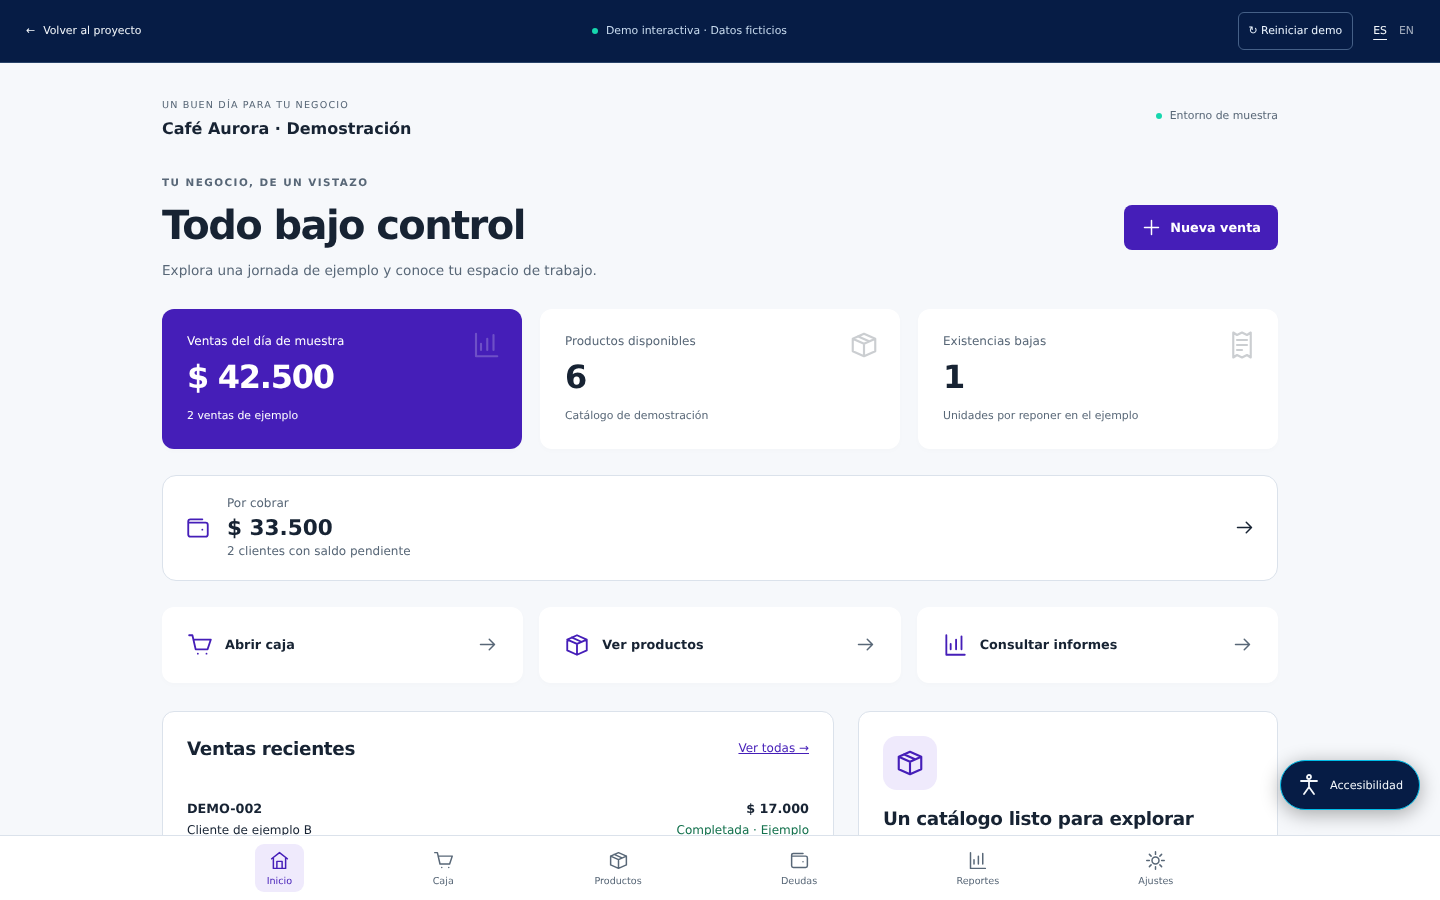 ← Volver al proyecto
Demo interactiva · Datos ficticios
↻ Reiniciar demo
ES EN
UN BUEN DÍA PARA TU NEGOCIO
Café Aurora · Demostración
Entorno de muestra
TU NEGOCIO, DE UN VISTAZO
Todo bajo control
Nueva venta
Explora una jornada de ejemplo y conoce tu espacio de trabajo.
Ventas del día de muestra
$ 42.500
2 ventas de ejemplo
Productos disponibles
6
Catálogo de demostración
Existencias bajas
1
Unidades por reponer en el ejemplo
Por cobrar
$ 33.500
2 clientes con saldo pendiente
→
Abrir caja →
Ver productos →
Consultar informes →
Ventas recientes
Ver todas →
DEMO-002
$ 17.000
Cliente de ejemplo B
Completada · Ejemplo
Un catálogo listo para explorar
Accesibilidad
Inicio
Caja
Productos
Deudas
Reportes
Ajustes